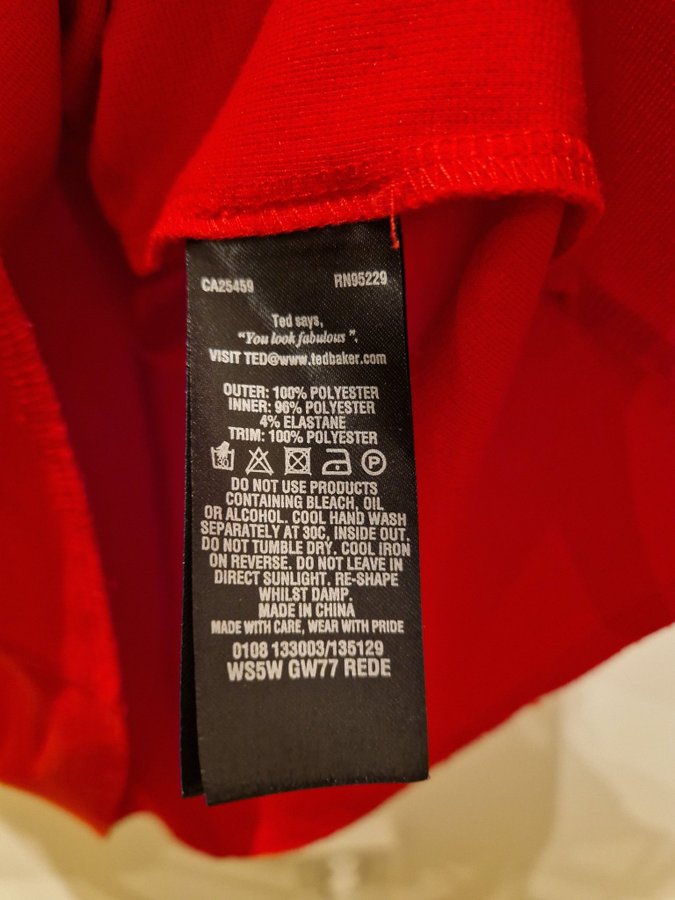 CA25459 RN95229
Ted says,
"You look fabulous".
VISIT TED@www.tedbaker.com
OUTER: 100% POLYESTER
INNER: 96% POLYESTER
4% ELASTANE
TRIM: 100% POLYESTER
30 P
DO NOT USE PRODUCTS
CONTAINING BLEACH, OIL
OR ALCOHOL. COOL HAND WASH
SEPARATELY AT 30C, INSIDE OUT.
DO NOT TUMBLE DRY. COOL IRON
ON REVERSE. DO NOT LEAVE IN
DIRECT SUNLIGHT. RE-SHAPE
WHILST DAMP.
MADE IN CHINA
MADE WITH CARE, WEAR WITH PRIDE
0108 133003/135129
WS5W GW77 REDE